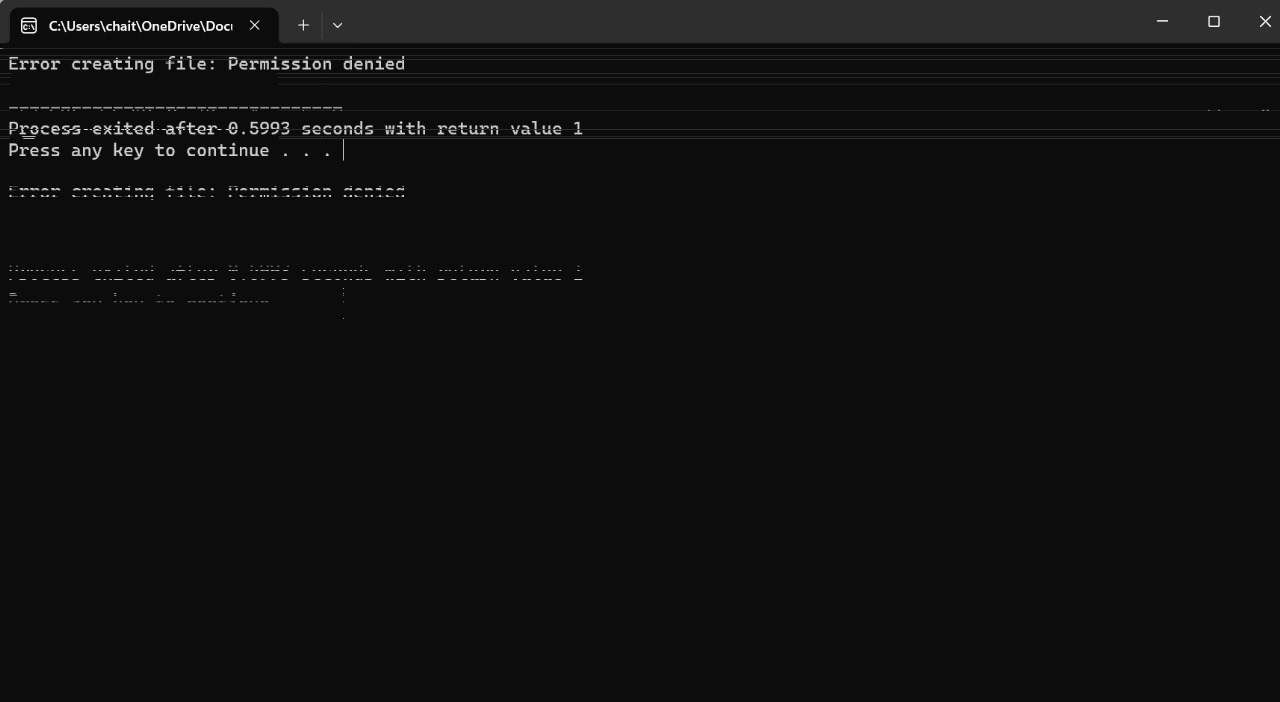 C:\Users\chait\OneDrive\Docu
Error creating file: Permission denied
--------------------------------
Process exited after 0.5993 seconds with return value 1
Press any key to continue . . .
Error creating file: Permission denied